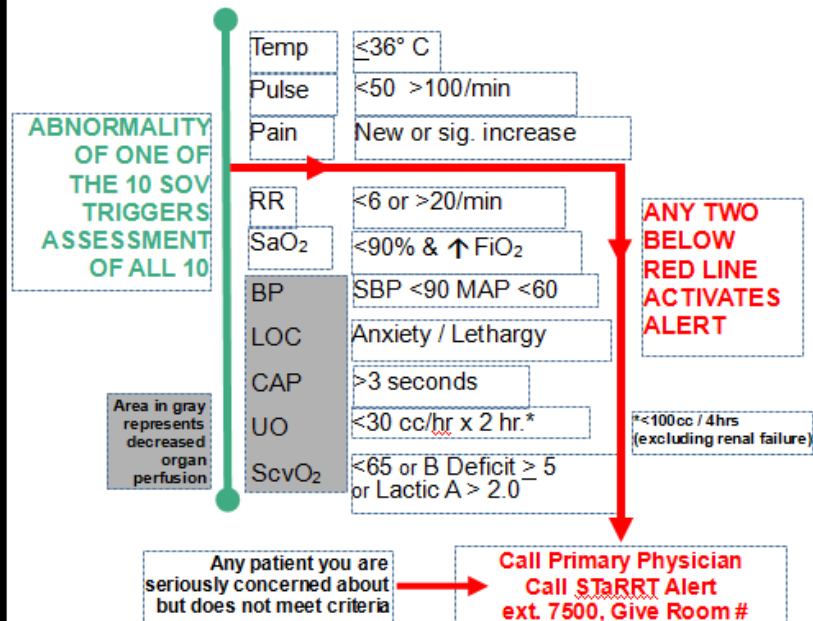 ABNORMALITY
OF ONE OF
THE 10 SOV
TRIGGERS
ASSESSMENT
OF ALL 10
Temp <36° C
Pulse <50 >100/min
Pain New or sig. increase
RR <6 or >20/min
SaO₂ <90% & ↑ FiO₂
BP SBP <90 MAP <60
LOC Anxiety / Lethargy
CAP >3 seconds
UO <30 cc/hr x 2 hr.*
ScvO₂ <65 or B Deficit > 5
or Lactic A > 2.0
Area in gray
represents
decreased
organ
perfusion
ANY TWO
BELOW
RED LINE
ACTIVATES
ALERT
*<100cc / 4hrs
(excluding renal failure)
Any patient you are
seriously concerned about
but does not meet criteria
Call Primary Physician
Call STaRRT Alert
ext. 7500, Give Room #